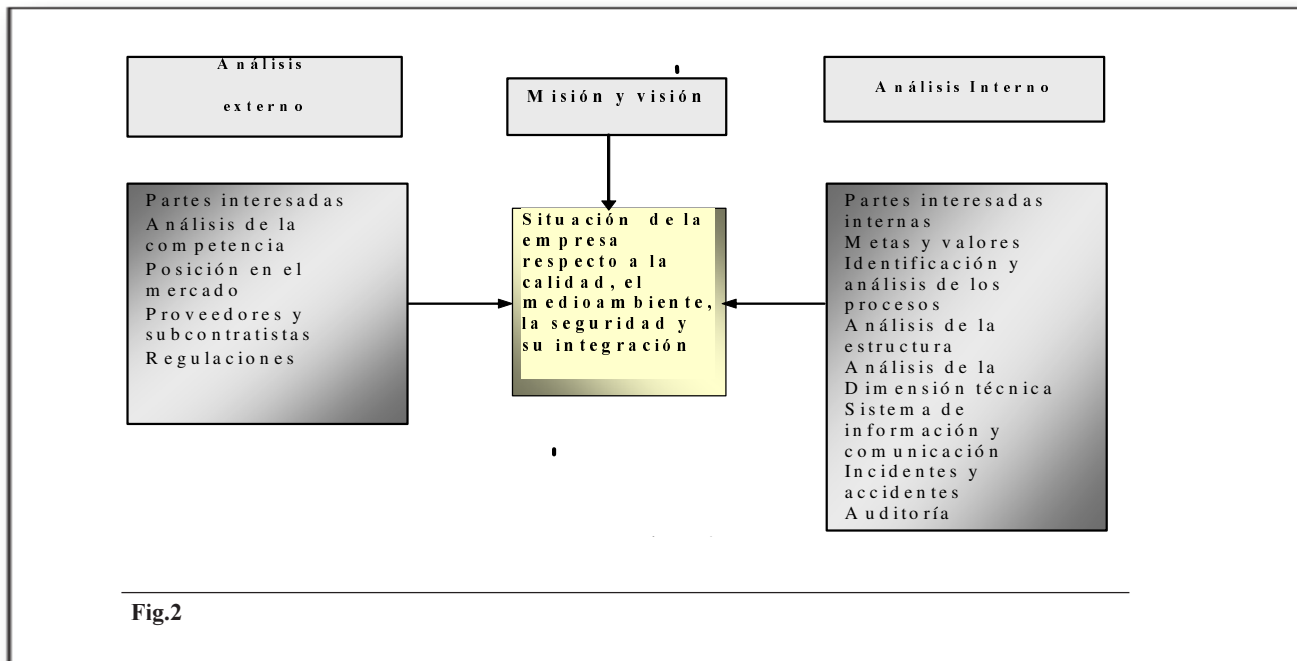 Análisis
externo
Misión y visión
Análisis Interno
Partes interesadas
Análisis de la
competencia
Posición en el
mercado
Proveedores y
subcontratistas
Regulaciones
Situación de la
empresa
respecto a la
calidad, el
medioambiente,
la seguridad y
su integración
Partes interesadas
internas
Metas y valores
Identificación y
análisis de los
procesos
Análisis de la
estructura
Análisis de la
Dimensión técnica
Sistema de
información y
comunicación
Incidentes y
accidentes
Auditoría
Fig.2